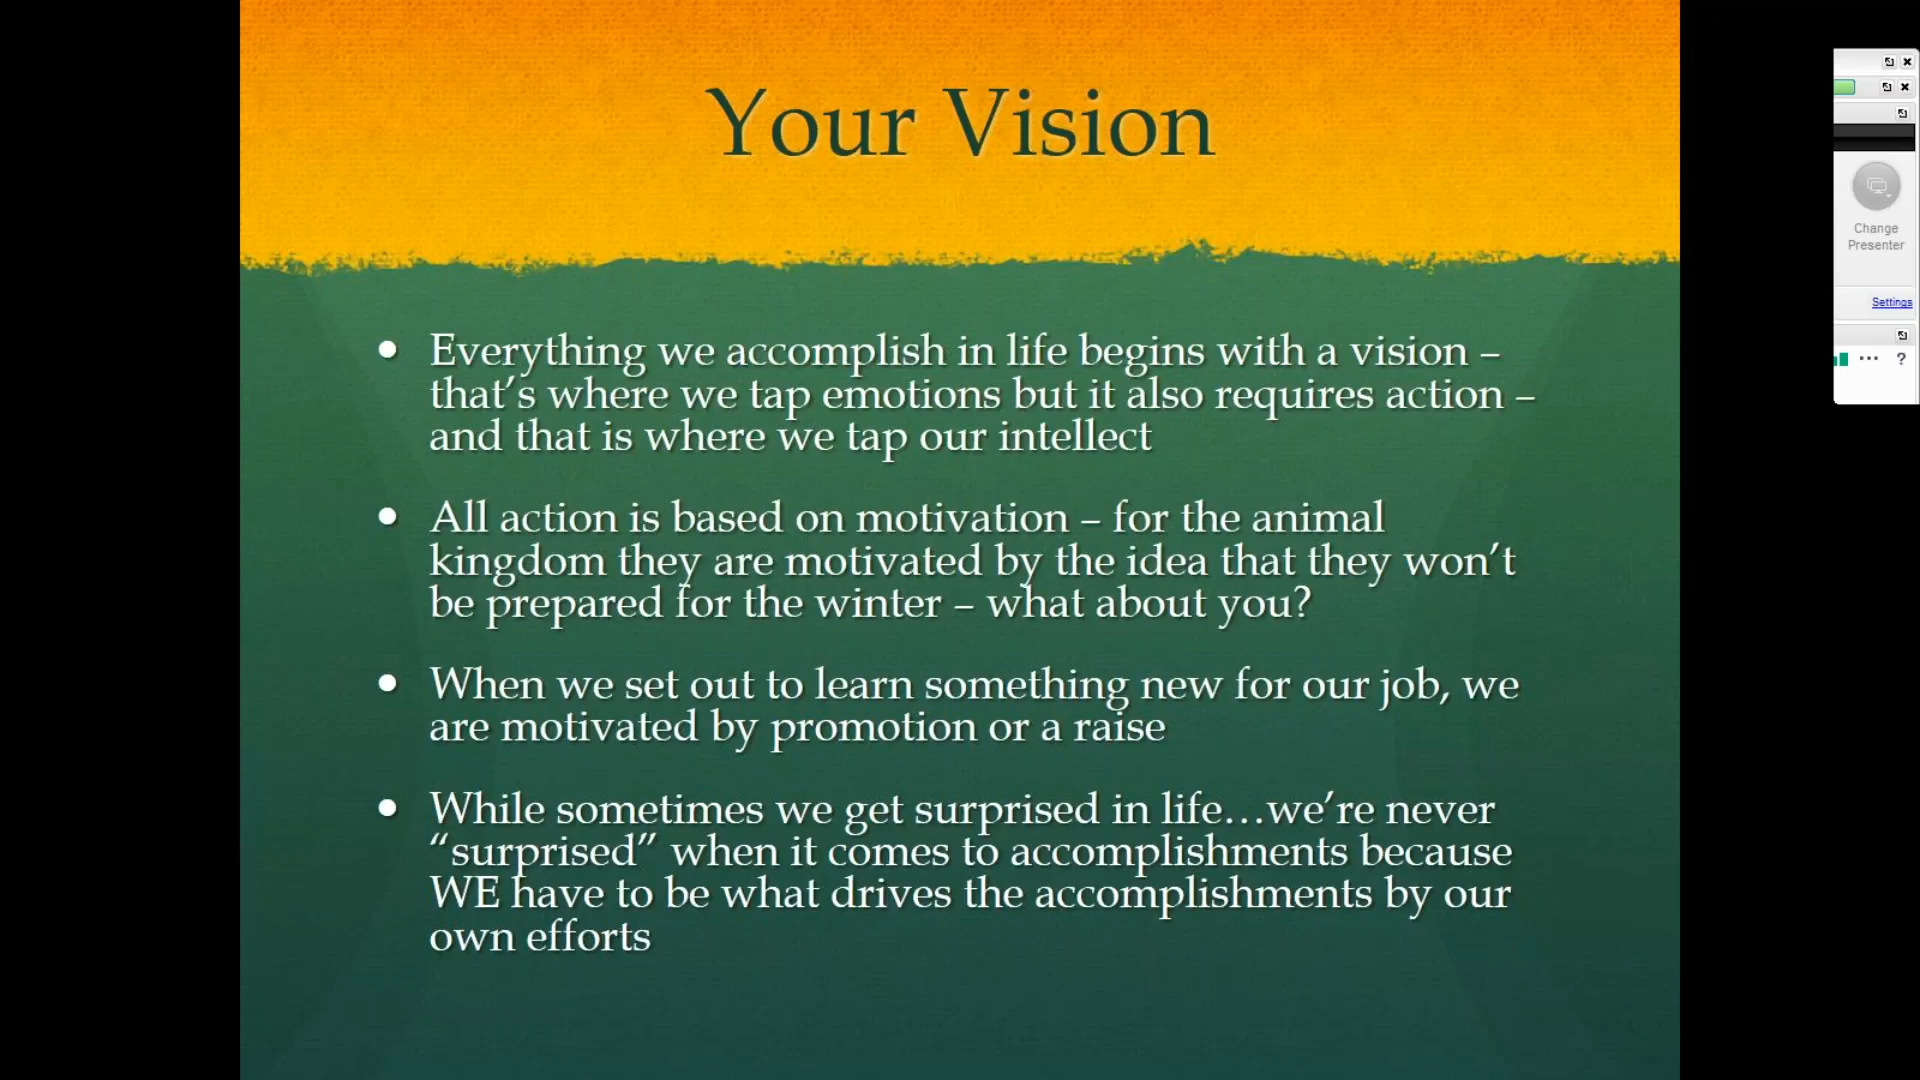 Your Vision
• Everything we accomplish in life begins with a vision –
that’s where we tap emotions but it also requires action –
and that is where we tap our intellect
• All action is based on motivation – for the animal
kingdom they are motivated by the idea that they won’t
be prepared for the winter – what about you?
• When we set out to learn something new for our job, we
are motivated by promotion or a raise
• While sometimes we get surprised in life…we’re never
“surprised” when it comes to accomplishments because
WE have to be what drives the accomplishments by our
own efforts
Change
Presenter
Settings
... ?